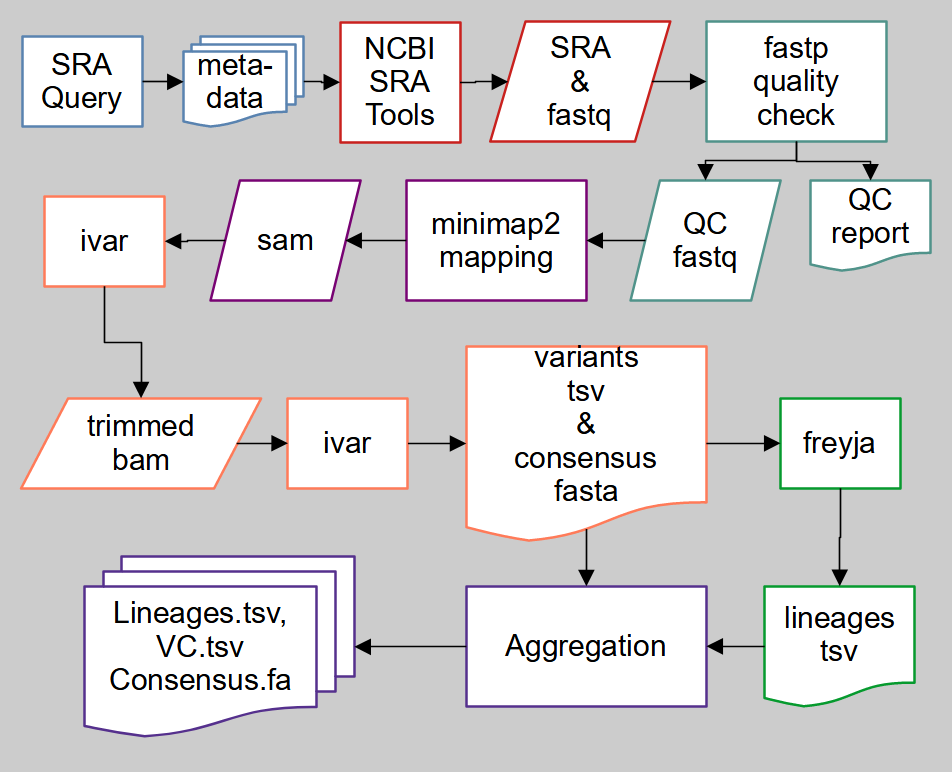 SRA
Query
meta-
data
NCBI
SRA
Tools
SRA
&
fastq
fastp
quality
check
QC
report
QC
fastq
minimap2
mapping
sam
ivar
trimmed
bam
ivar
variants
tsv
&
consensus
fasta
freyja
lineages
tsv
Aggregation
Lineages.tsv,
VC.tsv
Consensus.fa